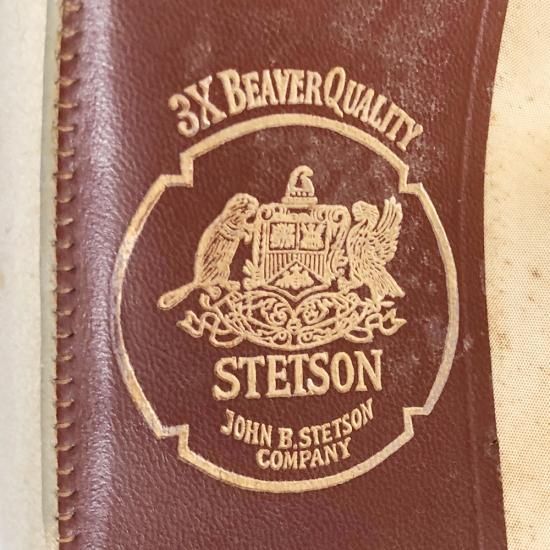 3X BEAVER QUALITY
STETSON
JOHN B. STETSON
COMPANY